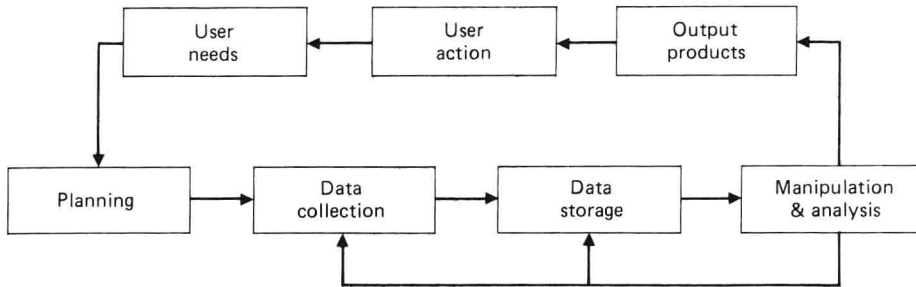 User
needs
User
action
Output
products
Planning
Data
collection
Data
storage
Manipulation
& analysis